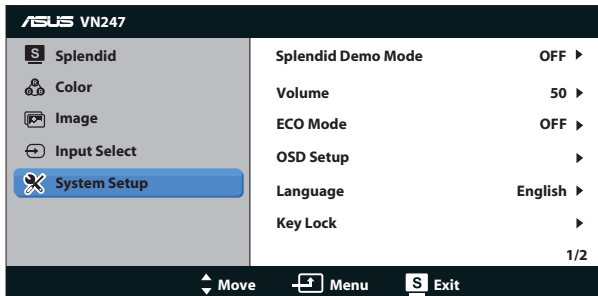 ASUS VN247
S Splendid
Color
Image
Input Select
System Setup
Splendid Demo Mode OFF
Volume 50
ECO Mode OFF
OSD Setup
Language English
Key Lock
1/2
Move Menu S Exit